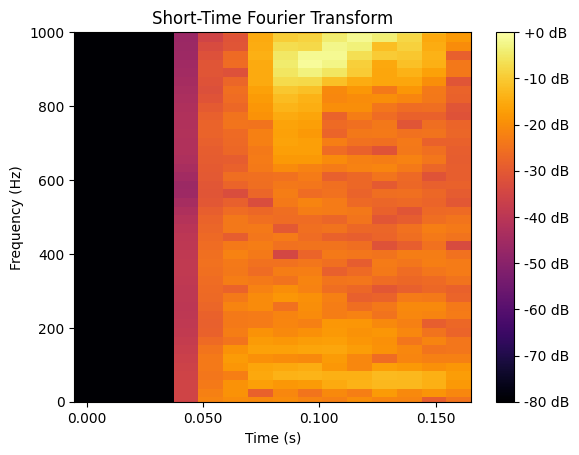 Short-Time Fourier Transform
1000
800
600
400
200
0
Frequency (Hz)
0.000
0.050
0.100
0.150
Time (s)
+0 dB
-10 dB
-20 dB
-30 dB
-40 dB
-50 dB
-60 dB
-70 dB
-80 dB